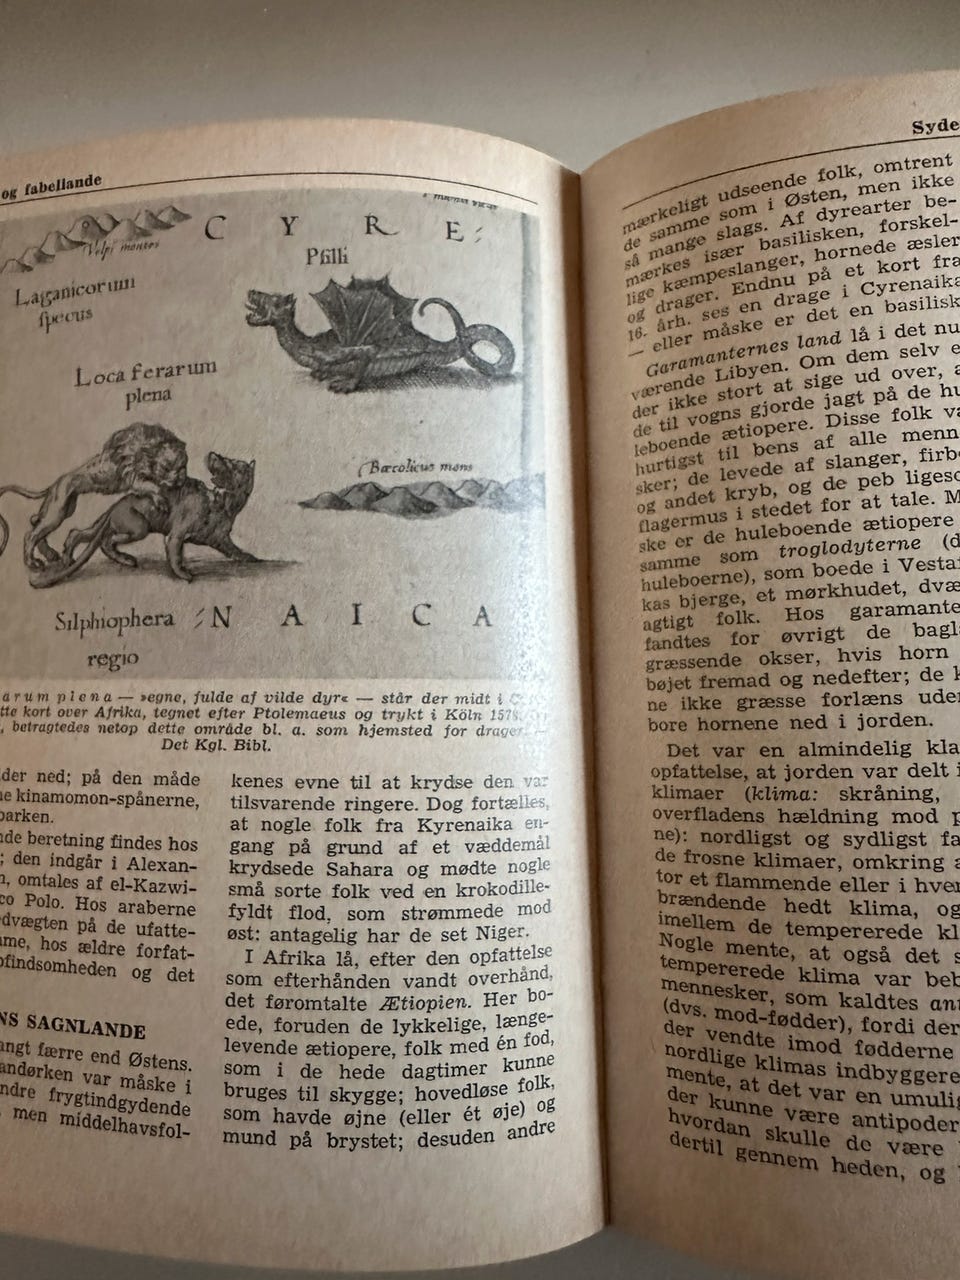 og fabellande
C Y R E
Velpi montes
Psilli
Laganicorum
specus
Loca ferarum
plena
Bæcolicus mons
Silphiophera N A I C A
regio
arum plena — »egne, fulde af vilde dyr« — står der midt i
tte kort over Afrika, tegnet efter Ptolemaeus og trykt i Köln 1578.
, betragtedes netop dette område bl. a. som hjemsted for drager. —
Det Kgl. Bibl.
der ned; på den måde
e kinamomon-spånerne,
barken.
de beretning findes hos
; den indgår i Alexan-
n, omtales af el-Kazwi-
co Polo. Hos araberne
dvægten på de ufatte-
me, hos ældre forfat-
pfindsomheden og det
NS SAGNLANDE
angt færre end Østens.
andørken var måske i
ndre frygtindgydende
, men middelhavsfol-
kenes evne til at krydse den var
tilsvarende ringere. Dog fortælles,
at nogle folk fra Kyrenaika en-
gang på grund af et væddemål
krydsede Sahara og mødte nogle
små sorte folk ved en krokodille-
fyldt flod, som strømmede mod
øst: antagelig har de set Niger.
I Afrika lå, efter den opfattelse
som efterhånden vandt overhånd,
det føromtalte Ætiopien. Her bo-
ede, foruden de lykkelige, længe-
levende ætiopere, folk med én fod,
som i de hede dagtimer kunne
bruges til skygge; hovedløse folk,
som havde øjne (eller ét øje) og
mund på brystet; desuden andre
Syde
mærkeligt udseende folk, omtrent
de samme som i Østen, men ikke
så mange slags. Af dyrearter be-
mærkes især basilisken, forskel-
lige kæmpeslanger, hornede æsler
og drager. Endnu på et kort fra
16. årh. ses en drage i Cyrenaika
— eller måske er det en basilisk
Garamanternes land lå i det nu
værende Libyen. Om dem selv e
der ikke stort at sige ud over, a
de til vogns gjorde jagt på de hu
leboende ætiopere. Disse folk va
hurtigst til bens af alle menn
sker; de levede af slanger, firb
og andet kryb, og de peb ligeso
flagermus i stedet for at tale. M
ske er de huleboende ætiopere
samme som troglodyterne (d
huleboerne), som boede i Vestaf
kas bjerge, et mørkhudet, dvæ
agtigt folk. Hos garamante
fandtes for øvrigt de bagl
græssende okser, hvis horn
bøjet fremad og nedefter; de k
ne ikke græsse forlæns uden
bore hornene ned i jorden.
Det var en almindelig kla
opfattelse, at jorden var delt i
klimaer (klima: skråning,
overfladens hældning mod p
ne): nordligst og sydligst fa
de frosne klimaer, omkring æ
tor et flammende eller i hver
brændende hedt klima, og
imellem de tempererede kl
Nogle mente, at også det s
tempererede klima var beb
mennesker, som kaldtes an
(dvs. mod-fødder), fordi der
der vendte imod fødderne
nordlige klimas indbyggere
mente, at det var en umulig
der kunne være antipoder
hvordan skulle de være
dertil gennem heden, og